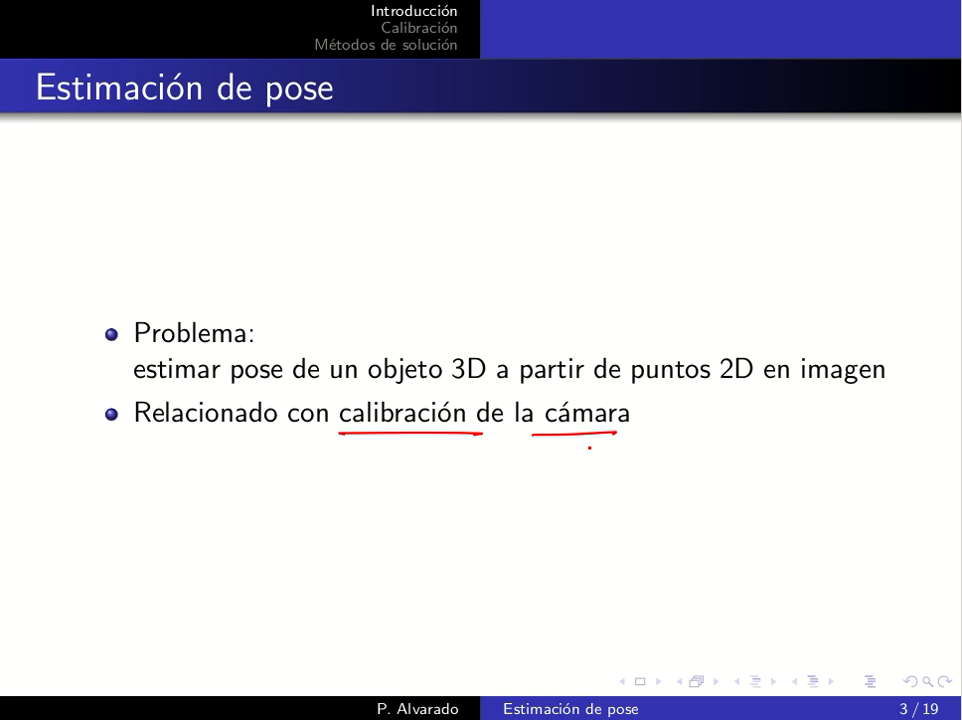 Introducción
Calibración
Métodos de solución
Estimación de pose
Problema:
estimar pose de un objeto 3D a partir de puntos 2D en imagen
Relacionado con calibración de la cámara
P. Alvarado
Estimación de pose
3 / 19